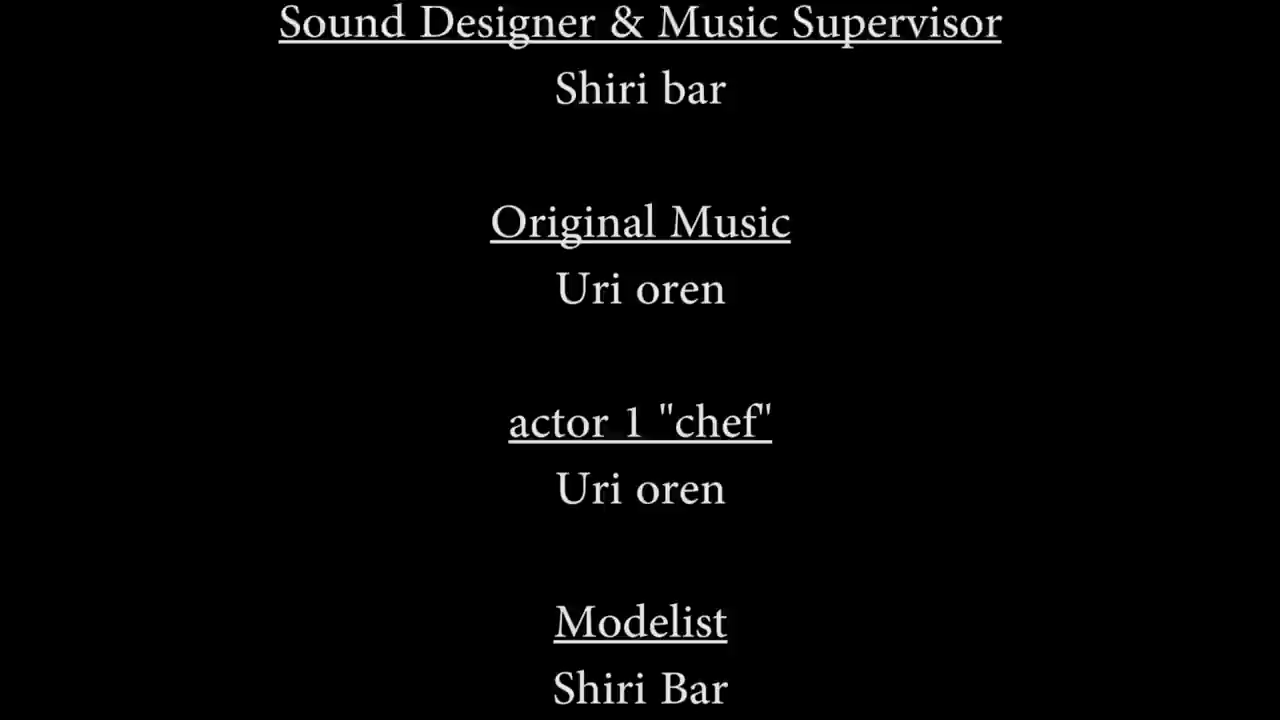 Sound Designer & Music Supervisor
Shiri bar
Original Music
Uri oren
actor 1 "chef"
Uri oren
Modelist
Shiri Bar